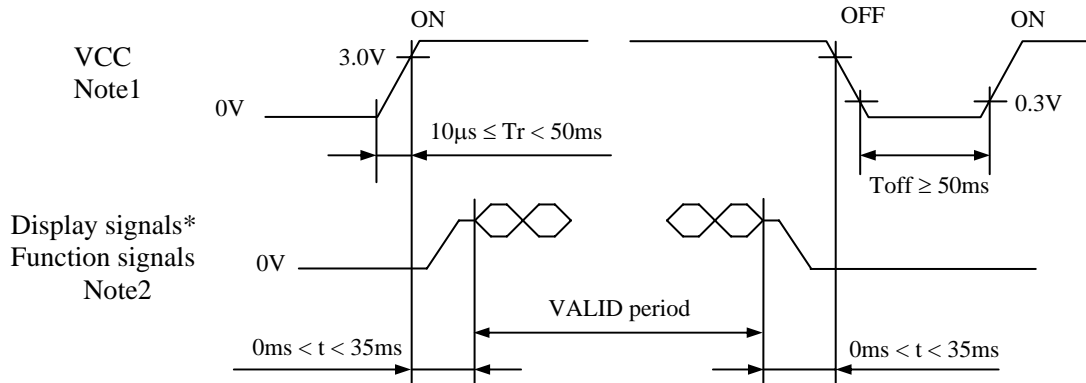 ON
OFF
ON
VCC
Note1
3.0V
0V
0.3V
10μs ≤ Tr < 50ms
Toff ≥ 50ms
Display signals*
Function signals
Note2
0V
VALID period
0ms < t < 35ms
0ms < t < 35ms